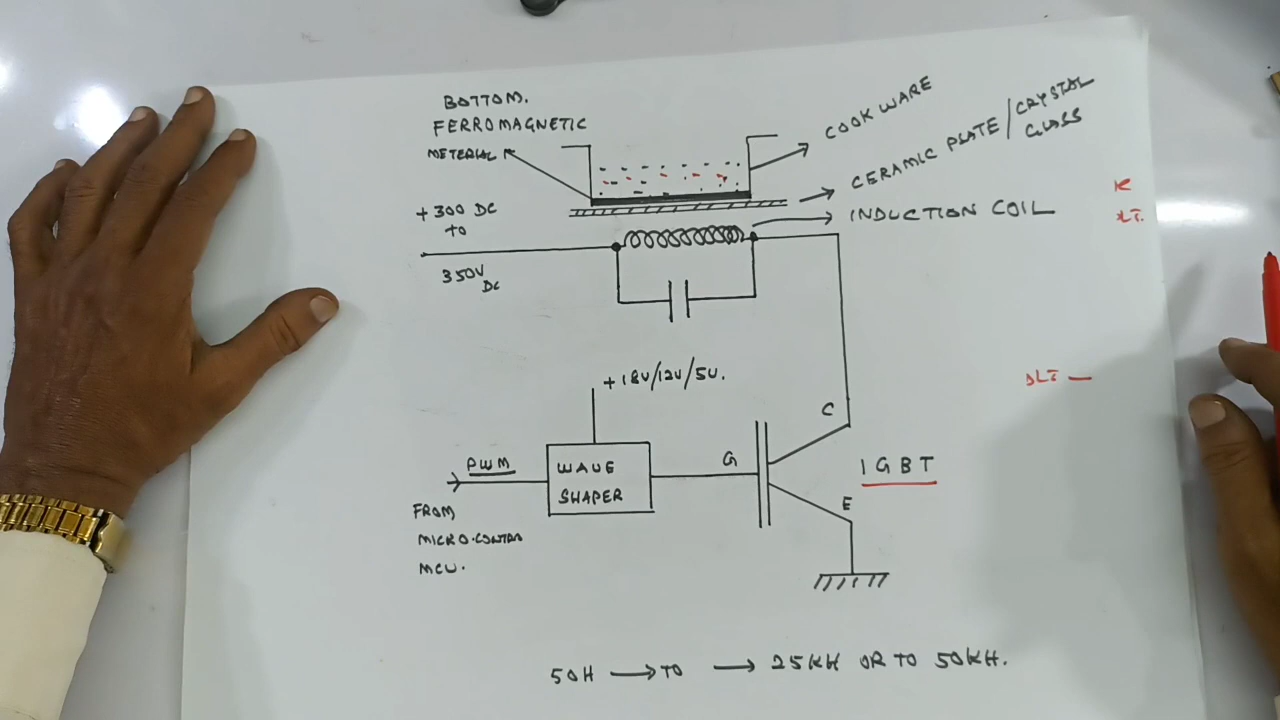 BOTTOM.
FERROMAGNETIC
METERIAL
COOK WARE
CERAMIC PLATE/CRYSTAL
GLASS
+300 DC
TO
350V
DC
INDUCTION COIL
+18V/12V/5V.
PWM
WAVE
SHAPER
FROM
MICRO.CONTRO
MCU.
G
C
E
IGBT
50H → TO → 25KH OR TO 50KH.